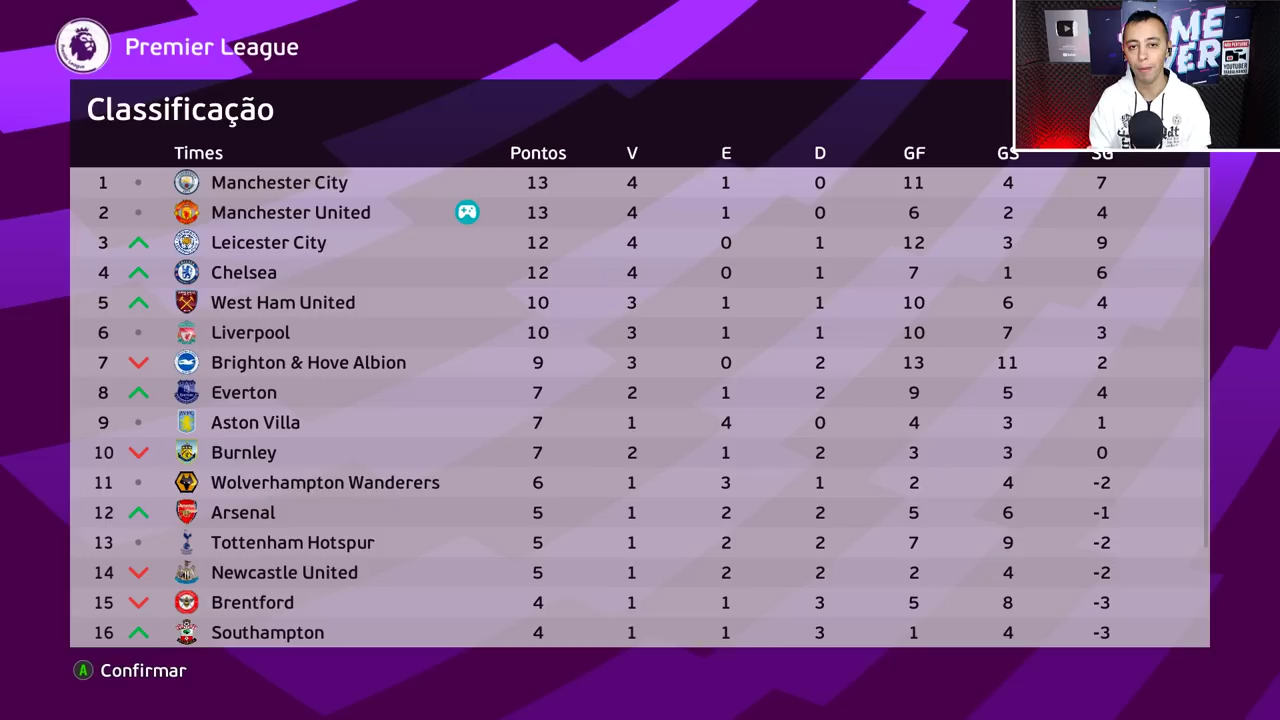 Premier League
Classificação
Times Pontos V E D GF GS SG
1 Manchester City 13 4 1 0 11 4 7
2 Manchester United 13 4 1 0 6 2 4
3 Leicester City 12 4 0 1 12 3 9
4 Chelsea 12 4 0 1 7 1 6
5 West Ham United 10 3 1 1 10 6 4
6 Liverpool 10 3 1 1 10 7 3
7 Brighton & Hove Albion 9 3 0 2 13 11 2
8 Everton 7 2 1 2 9 5 4
9 Aston Villa 7 1 4 0 4 3 1
10 Burnley 7 2 1 2 3 3 0
11 Wolverhampton Wanderers 6 1 3 1 2 4 -2
12 Arsenal 5 1 2 2 5 6 -1
13 Tottenham Hotspur 5 1 2 2 7 9 -2
14 Newcastle United 5 1 2 2 2 4 -2
15 Brentford 4 1 1 3 5 8 -3
16 Southampton 4 1 1 3 1 4 -3
A Confirmar